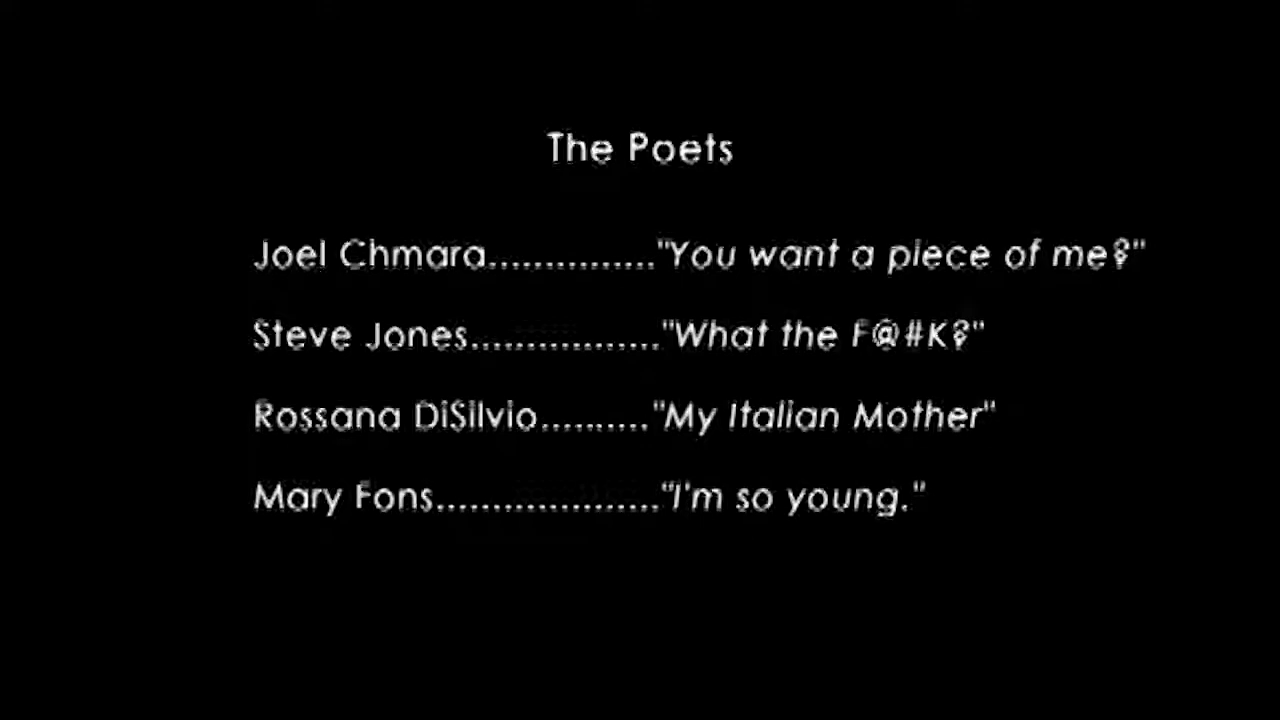 The Poets
Joel Chmara..............."You want a piece of me?"
Steve Jones................."What the F@#K?"
Rossana DiSilvio.........."My Italian Mother"
Mary Fons...................."I'm so young."